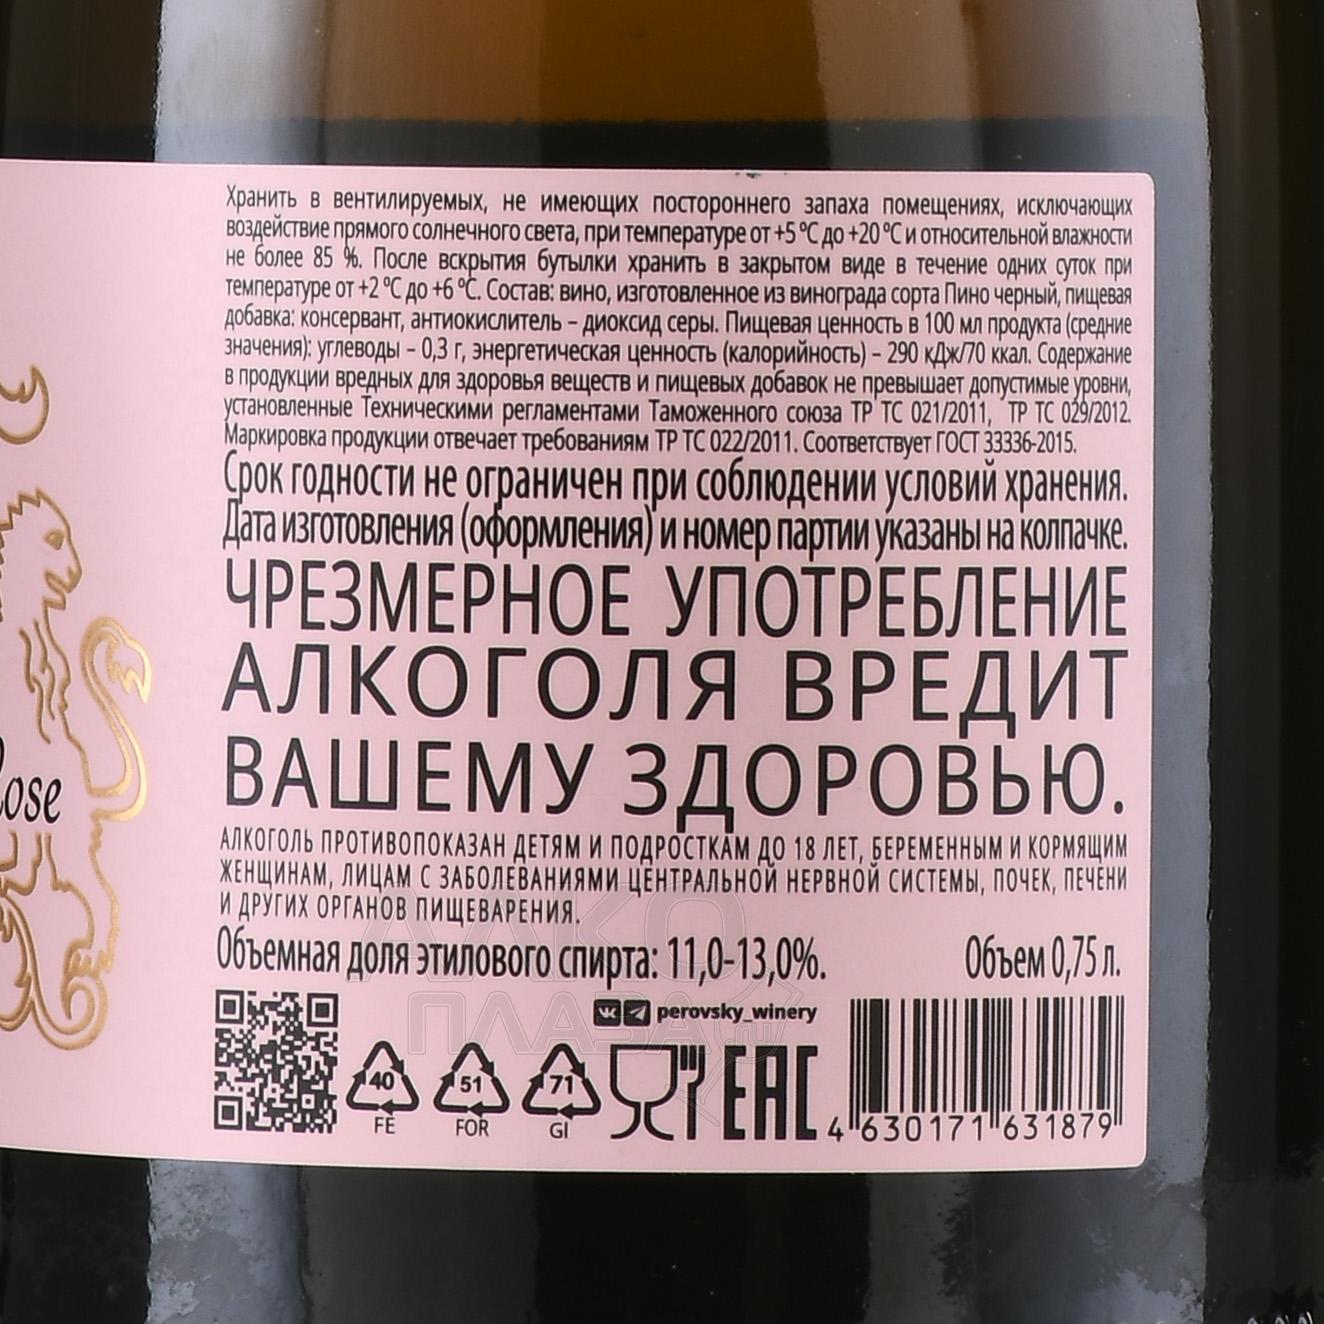 Хранить в вентилируемых, не имеющих постороннего запаха помещениях, исключающих
воздействие прямого солнечного света, при температуре от +5 ºС до +20 ºС и относительной влажности
не более 85 %. После вскрытия бутылки хранить в закрытом виде в течение одних суток при
температуре от +2 ºС до +6 ºС. Состав: вино, изготовленное из винограда сорта Пино черный, пищевая
добавка: консервант, антиокислитель – диоксид серы. Пищевая ценность в 100 мл продукта (средние
значения): углеводы – 0,3 г, энергетическая ценность (калорийность) – 290 кДж/70 ккал. Содержание
в продукции вредных для здоровья веществ и пищевых добавок не превышает допустимые уровни,
установленные Техническими регламентами Таможенного союза ТР ТС 021/2011, ТР ТС 029/2012.
Маркировка продукции отвечает требованиям ТР ТС 022/2011. Соответствует ГОСТ 33336-2015.
Срок годности не ограничен при соблюдении условий хранения.
Дата изготовления (оформления) и номер партии указаны на колпачке.
ЧРЕЗМЕРНОЕ УПОТРЕБЛЕНИЕ
АЛКОГОЛЯ ВРЕДИТ
ВАШЕМУ ЗДОРОВЬЮ.
АЛКОГОЛЬ ПРОТИВОПОКАЗАН ДЕТЯМ И ПОДРОСТКАМ ДО 18 ЛЕТ, БЕРЕМЕННЫМ И КОРМЯЩИМ
ЖЕНЩИНАМ, ЛИЦАМ С ЗАБОЛЕВАНИЯМИ ЦЕНТРАЛЬНОЙ НЕРВНОЙ СИСТЕМЫ, ПОЧЕК, ПЕЧЕНИ
И ДРУГИХ ОРГАНОВ ПИЩЕВАРЕНИЯ.
Объемная доля этилового спирта: 11,0-13,0%. Объем 0,75 л.
perovsky_winery
40 51 71
FE FOR GI
EAC
4 630171 631879
АЛКО
ПЛАЗА.ru